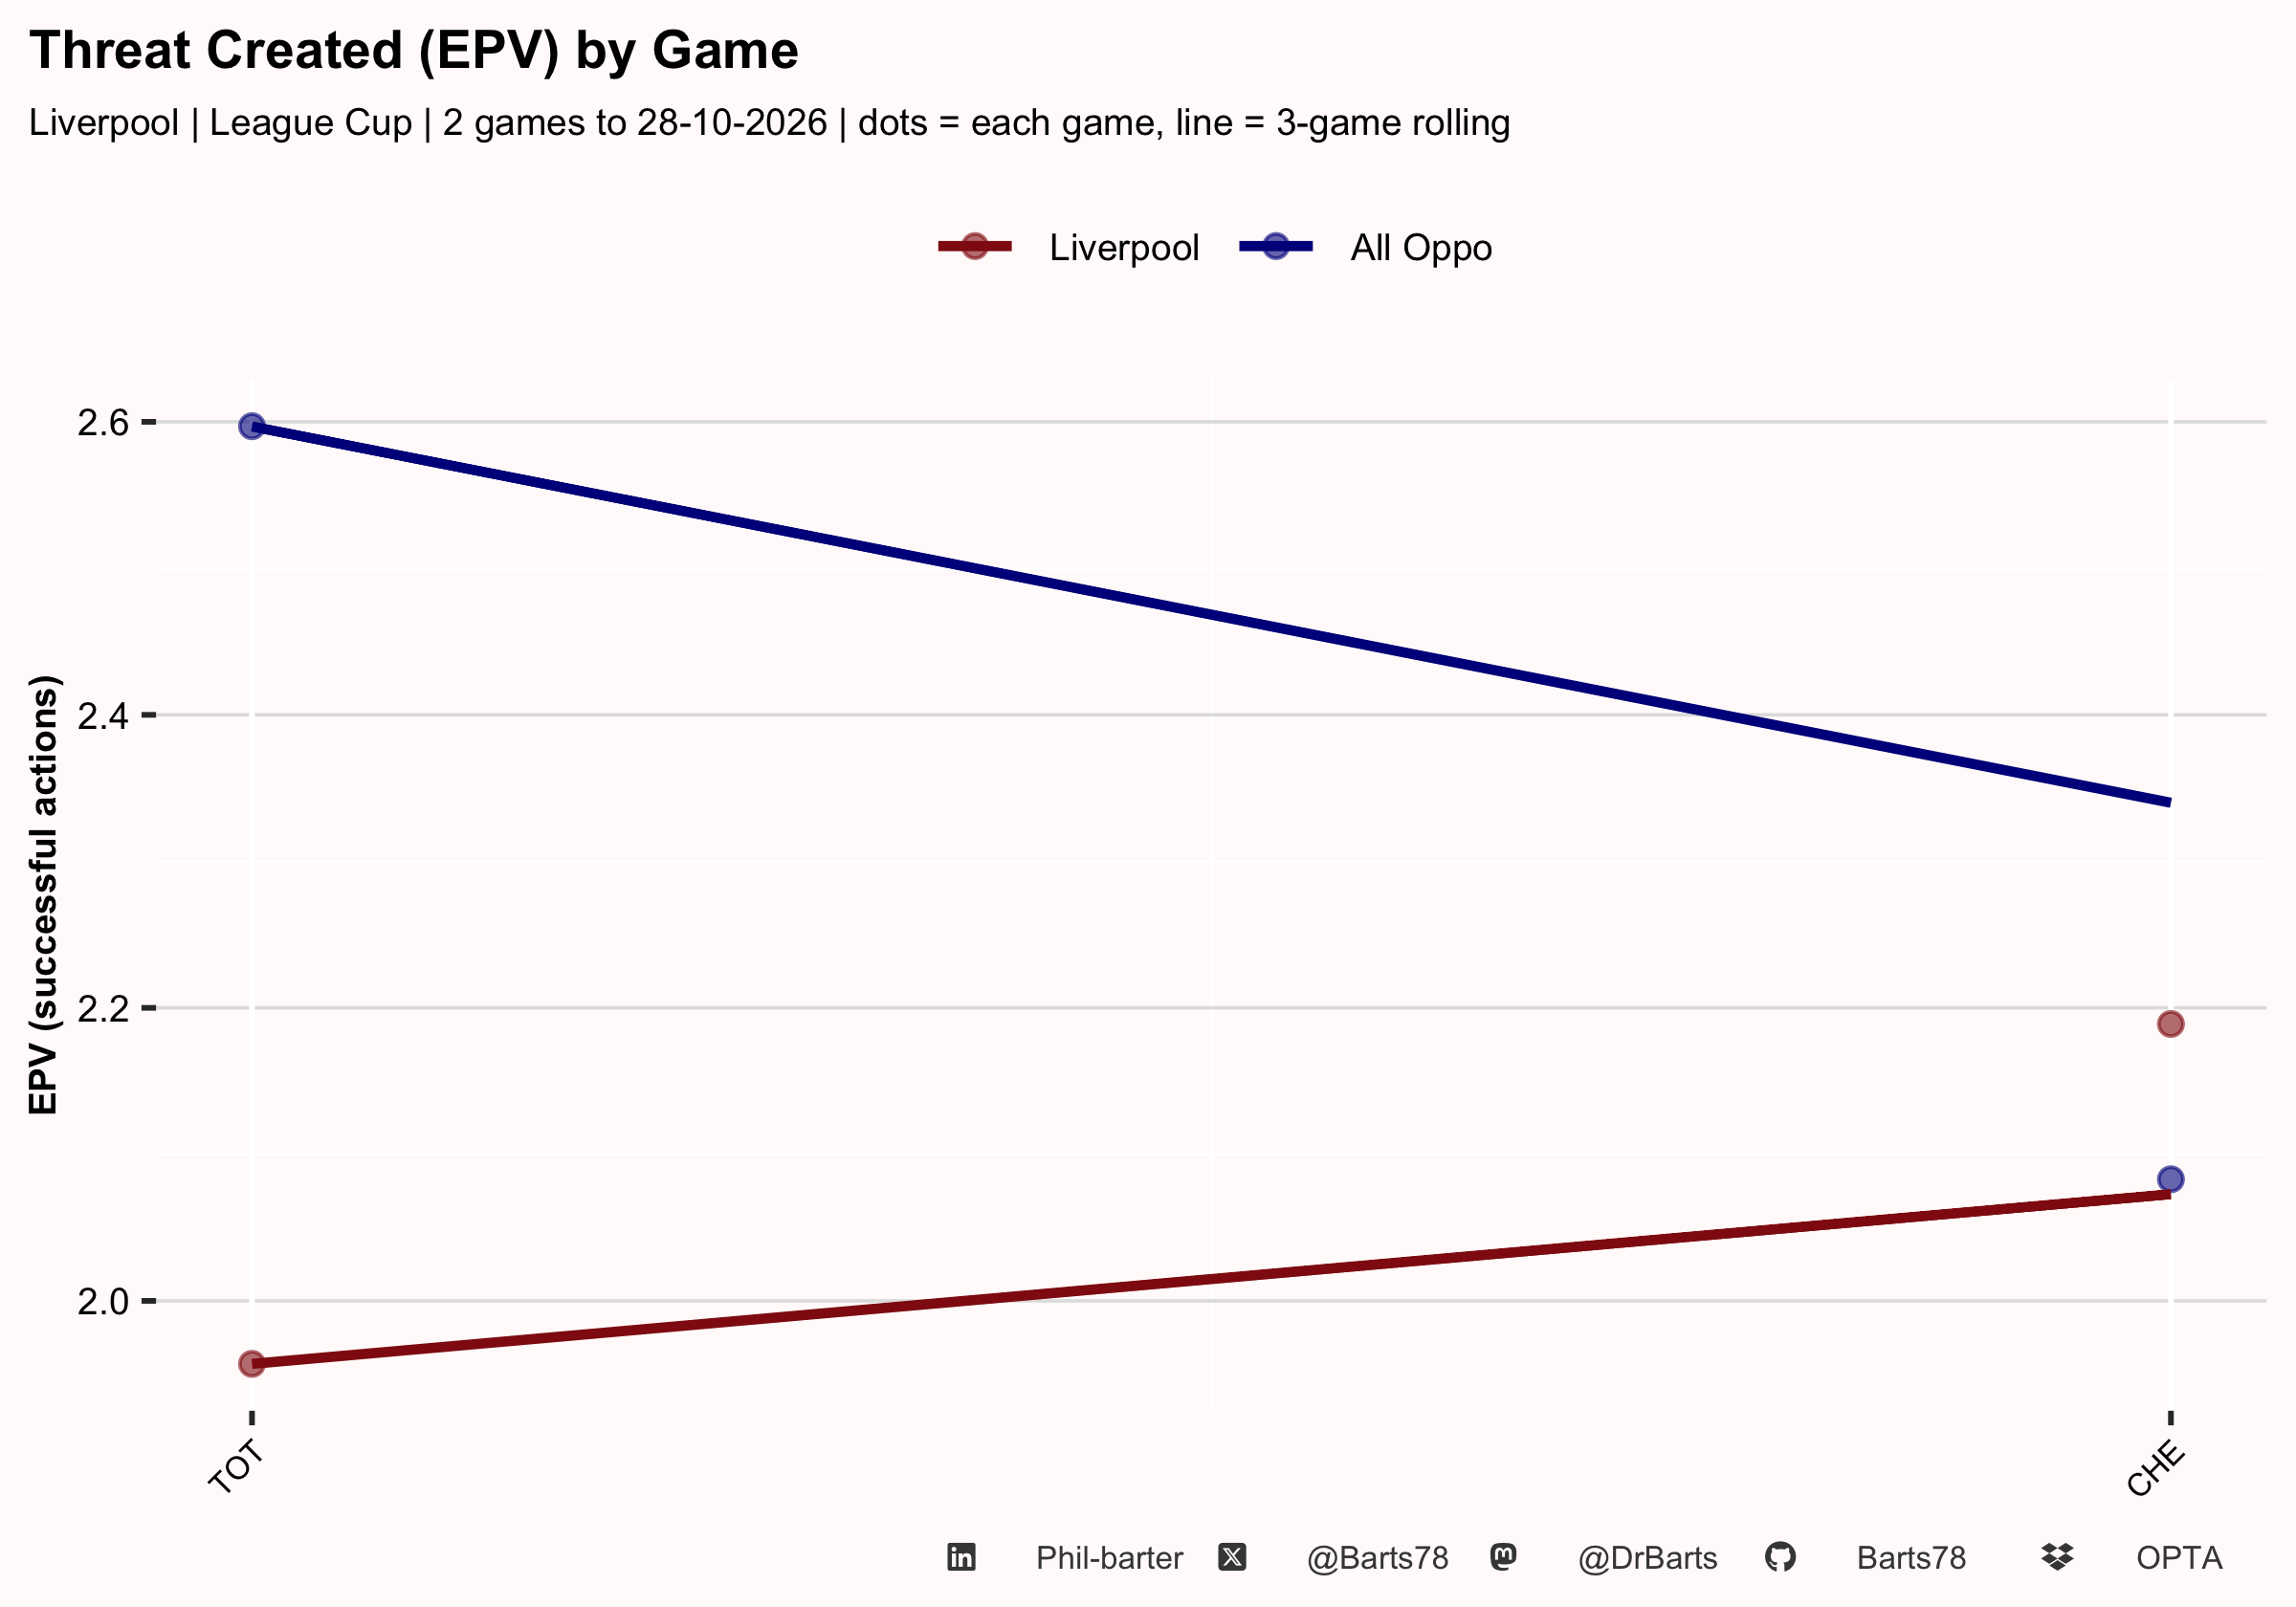 Threat Created (EPV) by Game
Liverpool | League Cup | 2 games to 28-10-2026 | dots = each game, line = 3-game rolling
Liverpool
All Oppo
EPV (successful actions)
2.6
2.4
2.2
2.0
TOT
CHE
Phil-barter
@Barts78
@DrBarts
Barts78
OPTA